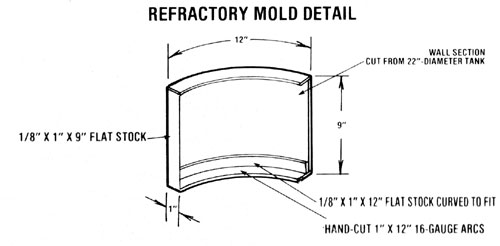 REFRACTORY MOLD DETAIL
12"
WALL SECTION
CUT FROM 22"-DIAMETER TANK
1/8" X 1" X 9" FLAT STOCK
9"
1"
1/8" X 1" X 12" FLAT STOCK CURVED TO FIT
HAND-CUT 1" X 12" 16-GAUGE ARCS